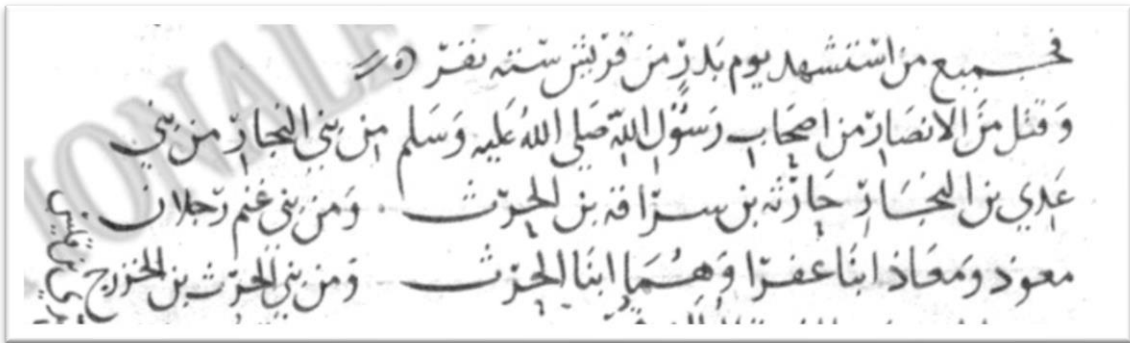 فجميع من استشهد يوم بدر من قريش ستة نفر
وقتل من الانصار من اصحاب رسول الله صلى الله عليه وسلم من بني النجار من بني
عدي بن النجار حارثه بن سراقه بن الحرث ومن بني غنم رجلان
معوذ ومعاذ ابنا عفرا وهما ابنا الحرث ومن بني الحرث بن الخزرج